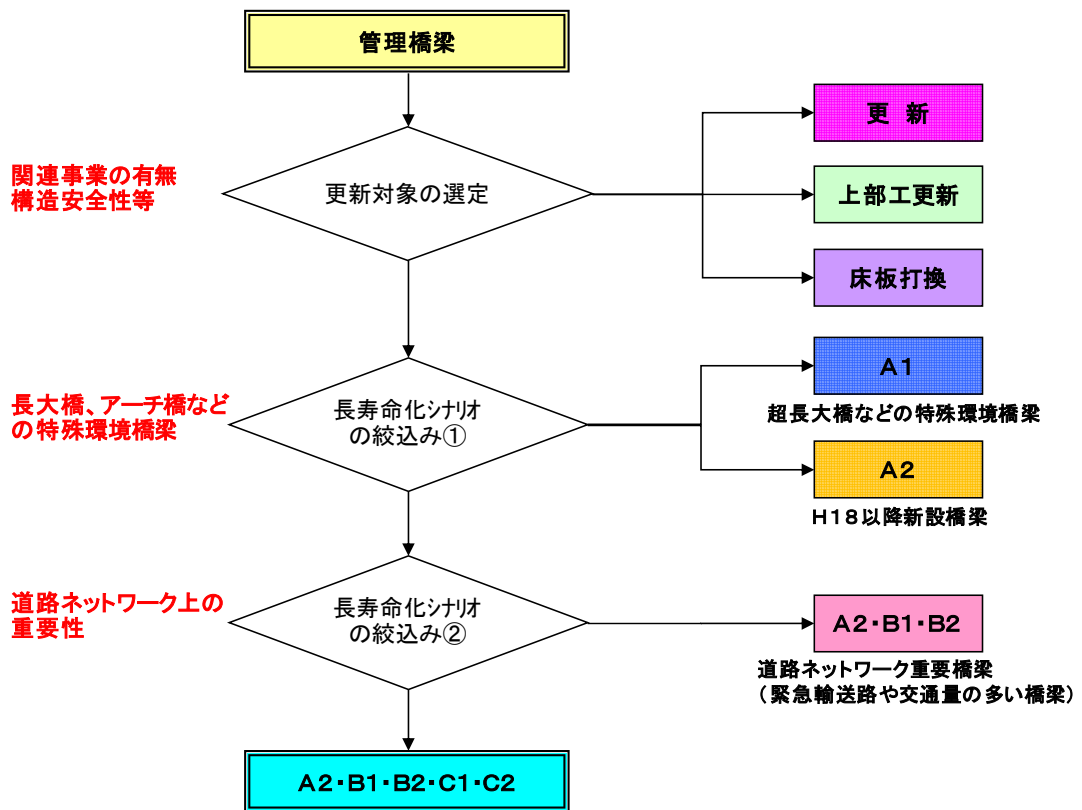 管理橋梁
更 新
関連事業の有無
構造安全性等
更新対象の選定
上部工更新
床板打換
A1
超長大橋などの特殊環境橋梁
長大橋、アーチ橋など
の特殊環境橋梁
長寿命化シナリオ
の絞込み①
A2
H18以降新設橋梁
道路ネットワーク上の
重要性
長寿命化シナリオ
の絞込み②
A2・B1・B2
道路ネットワーク重要橋梁
（緊急輸送路や交通量の多い橋梁）
A2・B1・B2・C1・C2